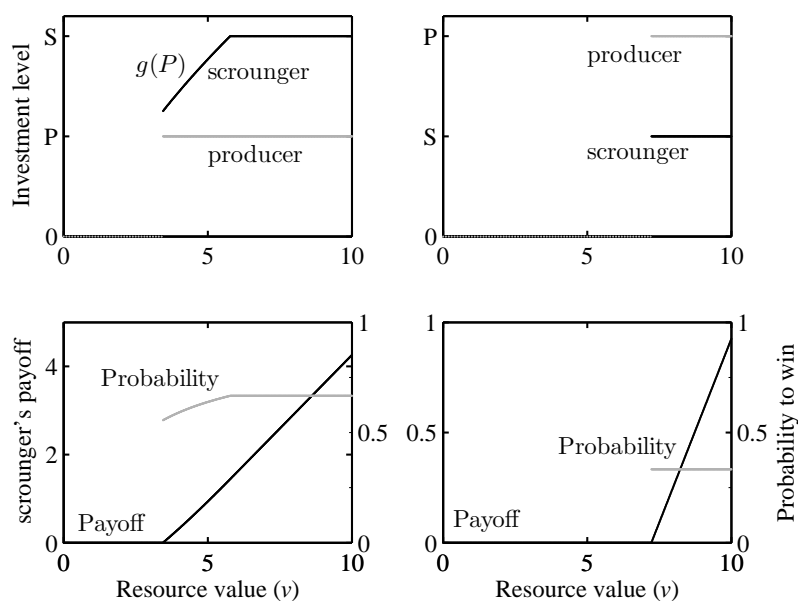 Investment level
S
P
0
g(P)
scrounger
producer
0
5
10
P
S
0
producer
scrounger
0
5
10
scrounger's payoff
4
2
0
Probability
Payoff
1
0.5
0
0
5
10
Resource value (v)
1
0.5
0
Probability
Payoff
1
0.5
0
0
5
10
Resource value (v)
Probability to win